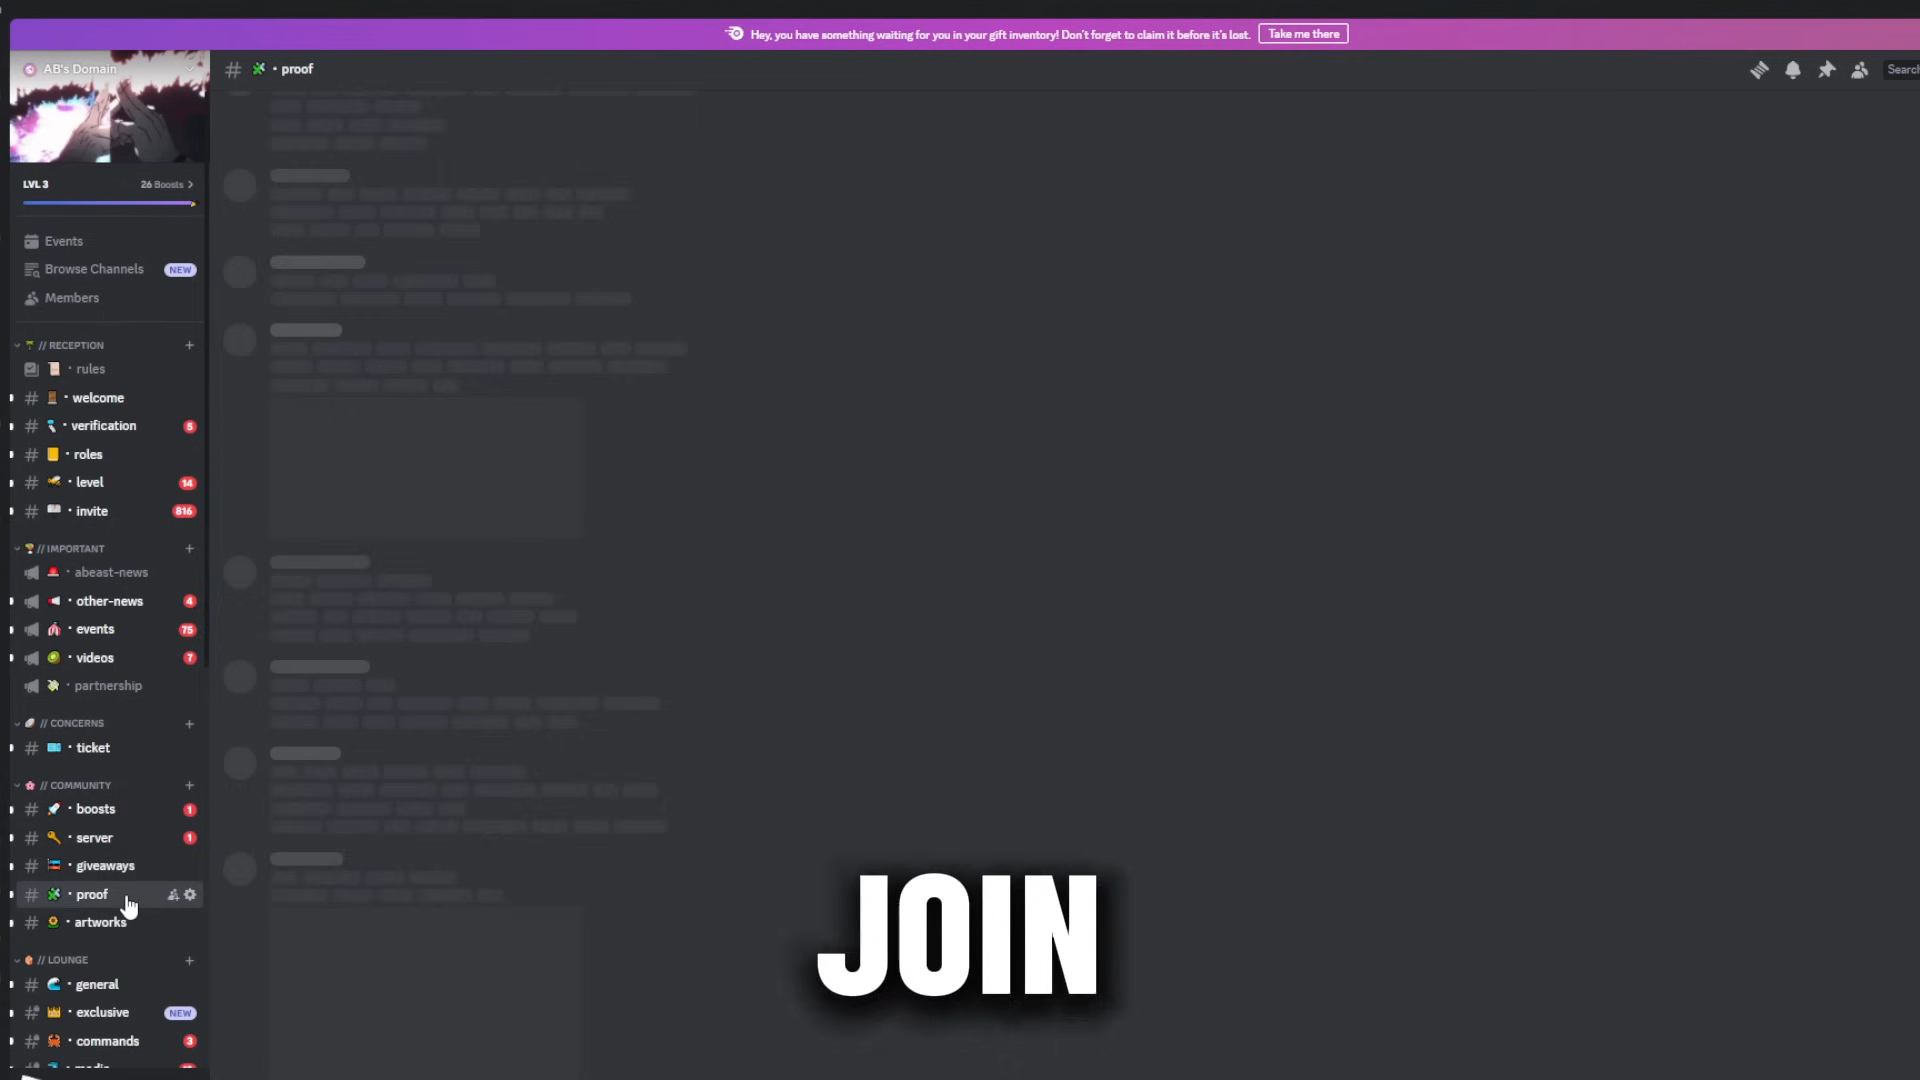 Hey, you have something waiting for you in your gift inventory! Don't forget to claim it before it's lost. Take me there
AB's Domain
# • proof
Search
LVL 3 26 Boosts
Events
Browse Channels NEW
Members
// RECEPTION +
• rules
# • welcome
# • verification 5
# • roles
# • level 14
# • invite 816
// IMPORTANT +
• abeast-news
• other-news 4
• events 75
• videos 7
• partnership
// CONCERNS +
# • ticket
// COMMUNITY +
# • boosts 1
# • server 1
# • giveaways
# • proof
# • artworks
// LOUNGE +
# • general
# • exclusive NEW
# • commands 3
JOIN